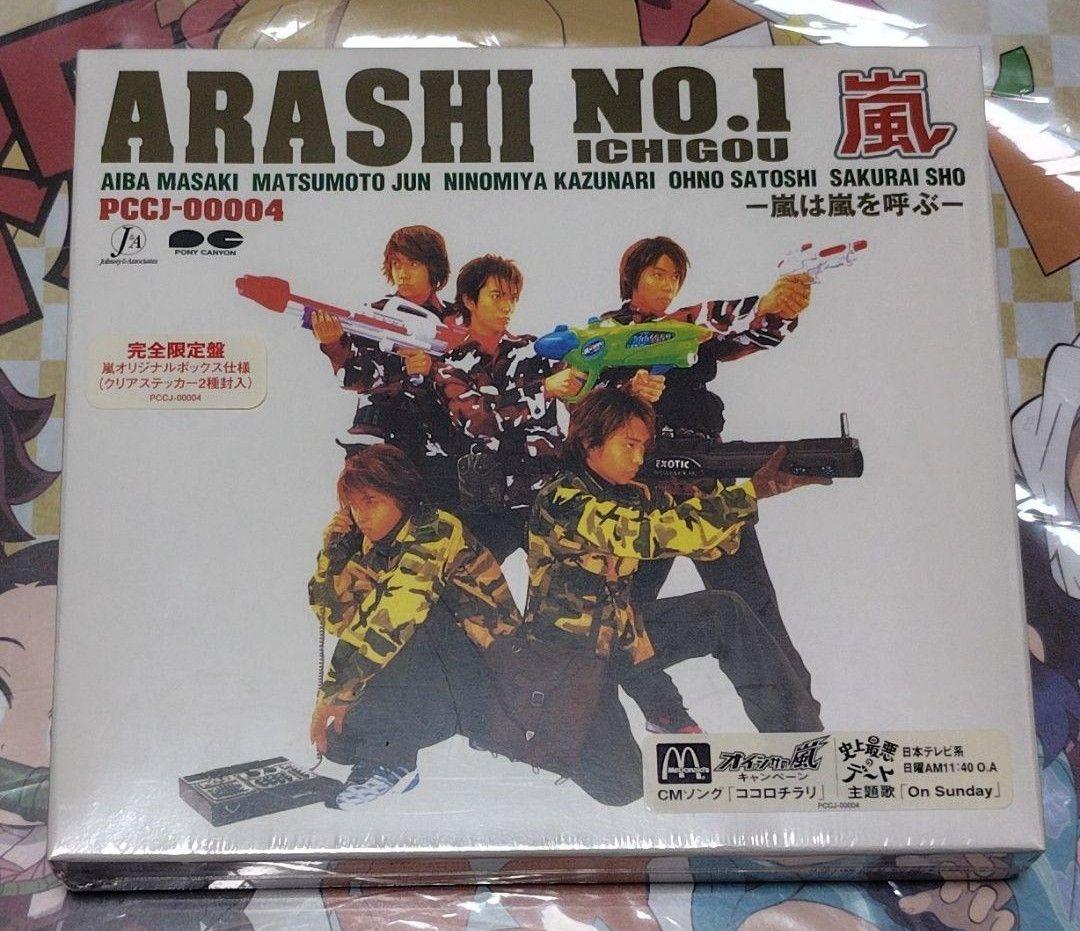 ARASHI NO.1
ICHIGOU
嵐
AIBA MASAKI MATSUMOTO JUN NINOMIYA KAZUNARI OHNO SATOSHI SAKURAI SHO
PCCJ-00004
ー嵐は嵐を呼ぶー
J&A
Johnny & Associates
PONY CANYON
完全限定盤
嵐オリジナルボックス仕様
(クリアステッカー2種封入)
PCCJ-00004
EXOTIC
McDonald's
オイシサの嵐
キャンペーン
CMソング「ココロチラリ」
史上最悪のデート
主題歌「On Sunday」
日本テレビ系
日曜AM11:40 O.A
PCCJ-00004